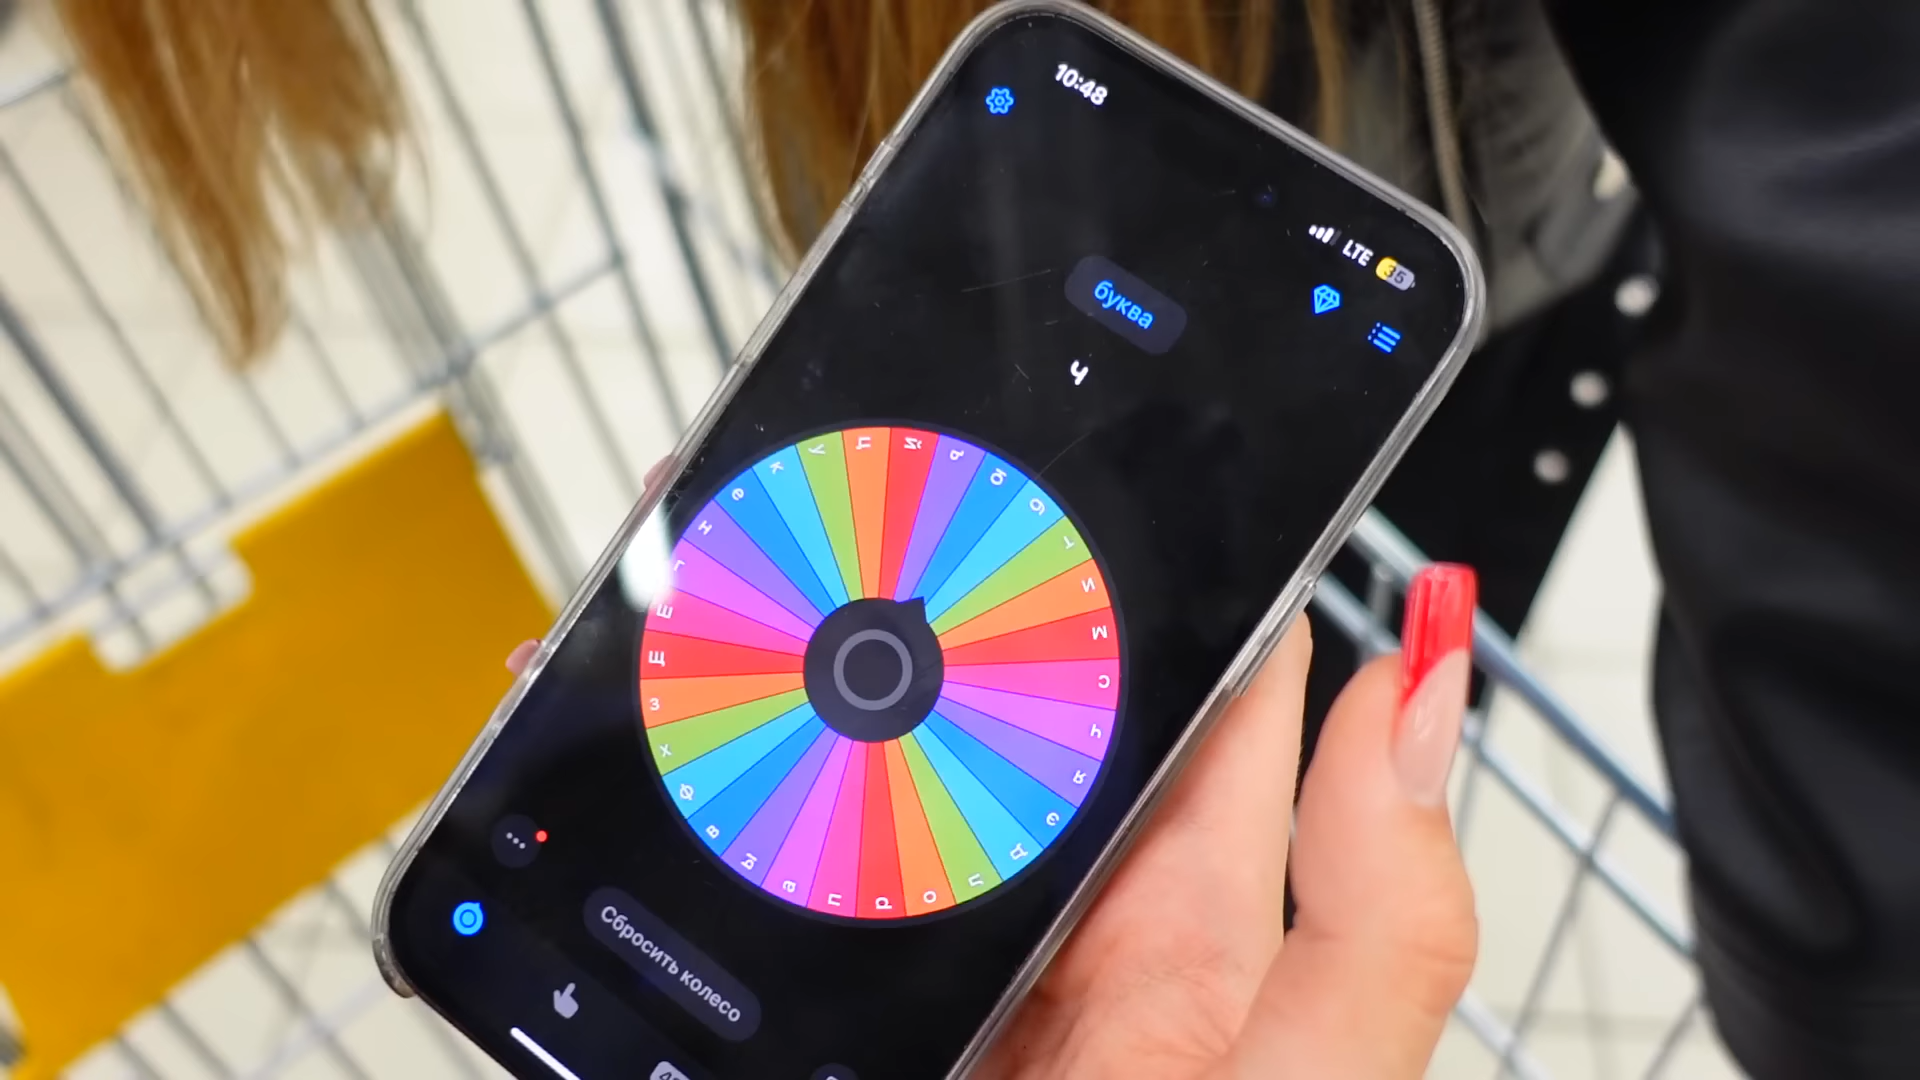 10:48
LTE 35
буква
ч
й
ц
у
к
е
н
г
ш
щ
з
х
ф
в
а
п
р
о
л
д
э
я
ч
с
м
и
т
б
ю
Сбросить колесо